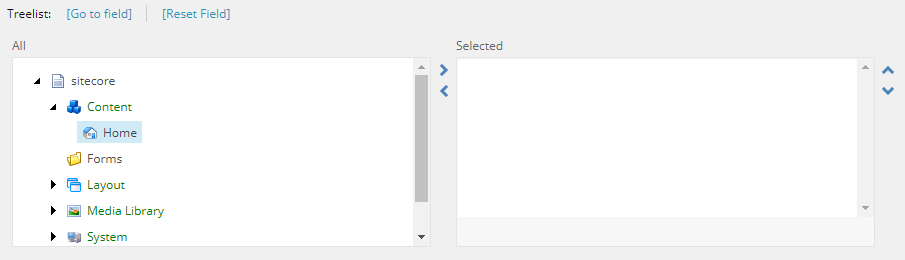 Treelist: [Go to field] [Reset Field]
All
Selected
sitecore
Content
Home
Forms
Layout
Media Library
System